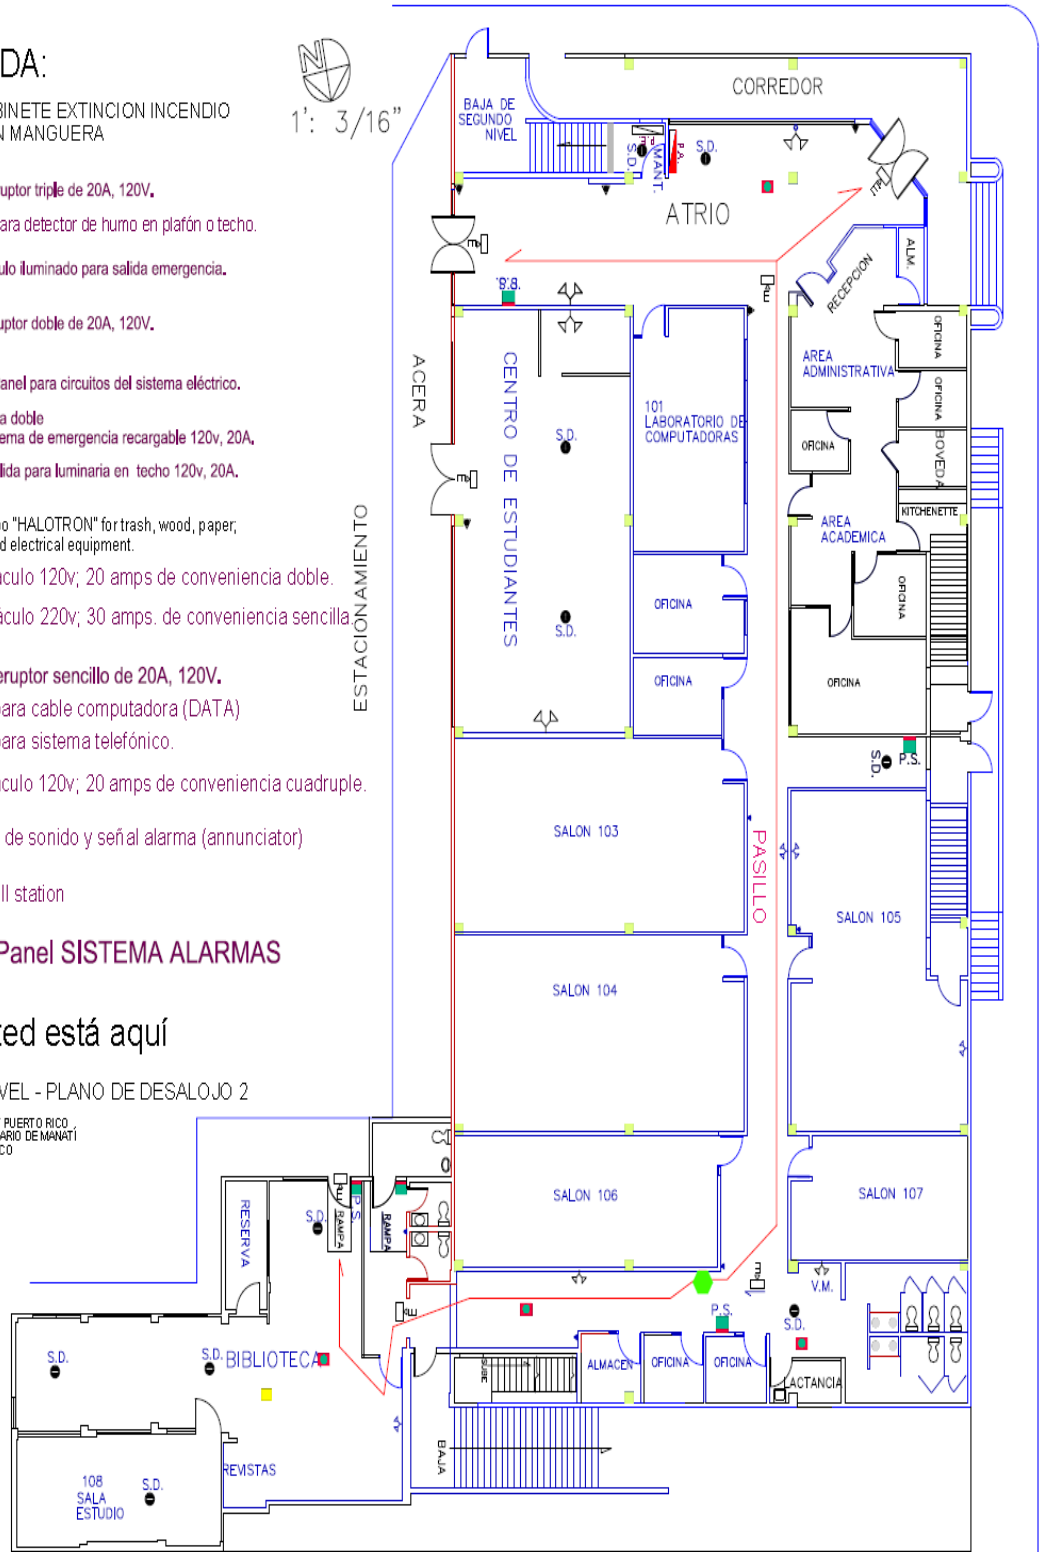 DA:
BINETE EXTINCION INCENDIO
N MANGUERA
N
1': 3/16"
ruptor triple de 20A, 120V.
ara detector de humo en plafón o techo.
ulo iluminado para salida emergencia.
uptor doble de 20A, 120V.
anel para circuitos del sistema eléctrico.
a doble
ema de emergencia recargable 120v, 20A.
lida para luminaria en techo 120v, 20A.
oo "HALOTRON" for trash, wood, paper;
d electrical equipment.
áculo 120v; 20 amps de conveniencia doble.
áculo 220v; 30 amps. de conveniencia sencilla.
eruptor sencillo de 20A, 120V.
para cable computadora (DATA)
para sistema telefónico.
áculo 120v; 20 amps de conveniencia cuadruple.
de sonido y señal alarma (annunciator)
ll station
Panel SISTEMA ALARMAS
ted está aquí
VEL - PLANO DE DESALOJO 2
PUERTO RICO
ARIO DE MANATÍ
CO
CORREDOR
BAJA DE
SEGUNDO
NIVEL
S.D.
MANT.
P.A.
S.D.
ATRIO
E
B.B.
RECEPCION
ALM.
ACERA
ESTACIONAMIENTO
CENTRO DE ESTUDIANTES
S.D.
S.D.
101
LABORATORIO DE
COMPUTADORAS
AREA
ADMINISTRATIVA
OFICINA
OFICINA
OFICINA
BOVEDA
KITCHENETTE
AREA
ACADEMICA
OFICINA
OFICINA
OFICINA
OFICINA
S.D.
P.S.
SALON 103
PASILLO
SALON 105
SALON 104
SALON 106
SALON 107
RESERVA
S.D.
RAMPA
P.S.
RAMPA
E
V.M.
P.S.
S.D.
S.D.
S.D.
BIBLIOTECA
SUBE
ALMACEN
OFICINA
OFICINA
LACTANCIA
BAJA
REVISTAS
108
SALA
ESTUDIO
S.D.